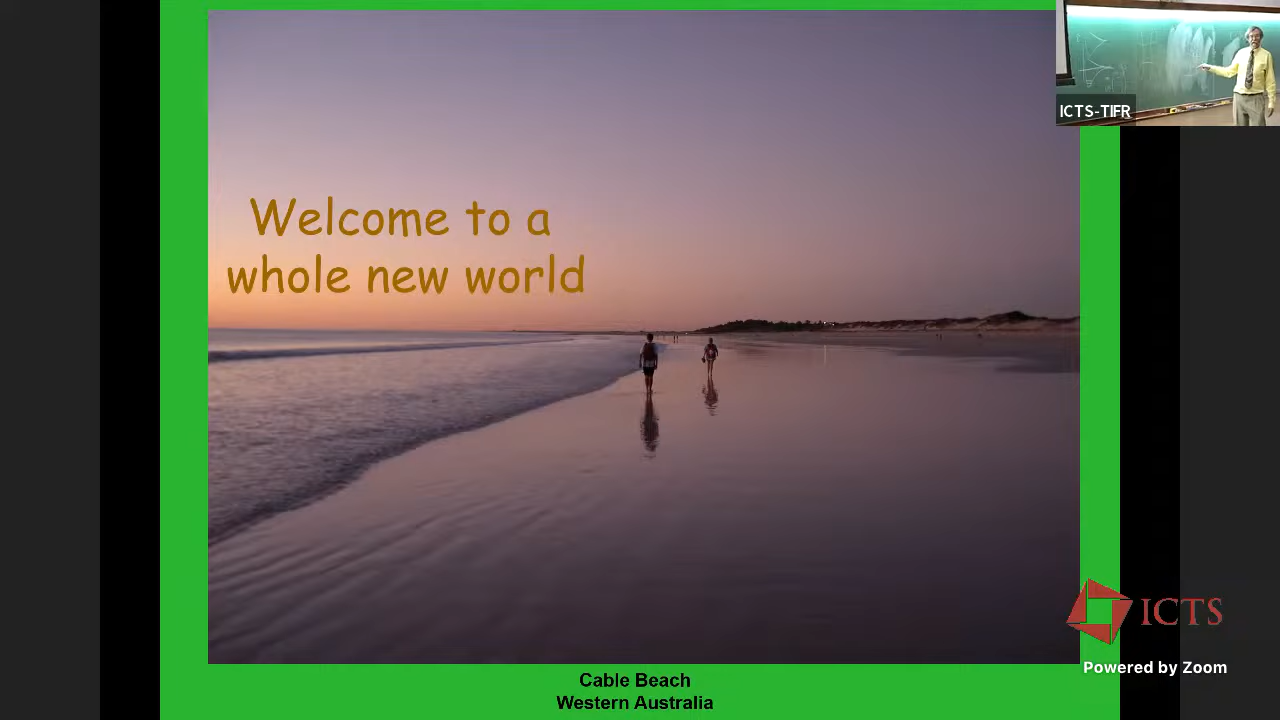 ICTS-TIFR
Welcome to a
whole new world
ICTS
Powered by Zoom
Cable Beach
Western Australia